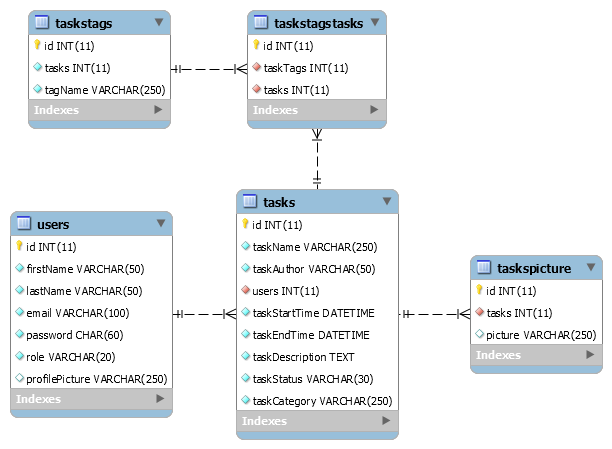 taskstags
id INT(11)
tasks INT(11)
tagName VARCHAR(250)
Indexes
taskstagstasks
id INT(11)
taskTags INT(11)
tasks INT(11)
Indexes
users
id INT(11)
firstName VARCHAR(50)
lastName VARCHAR(50)
email VARCHAR(100)
password CHAR(60)
role VARCHAR(20)
profilePicture VARCHAR(250)
Indexes
tasks
id INT(11)
taskName VARCHAR(250)
taskAuthor VARCHAR(50)
users INT(11)
taskStartTime DATETIME
taskEndTime DATETIME
taskDescription TEXT
taskStatus VARCHAR(30)
taskCategory VARCHAR(250)
Indexes
taskspicture
id INT(11)
tasks INT(11)
picture VARCHAR(250)
Indexes